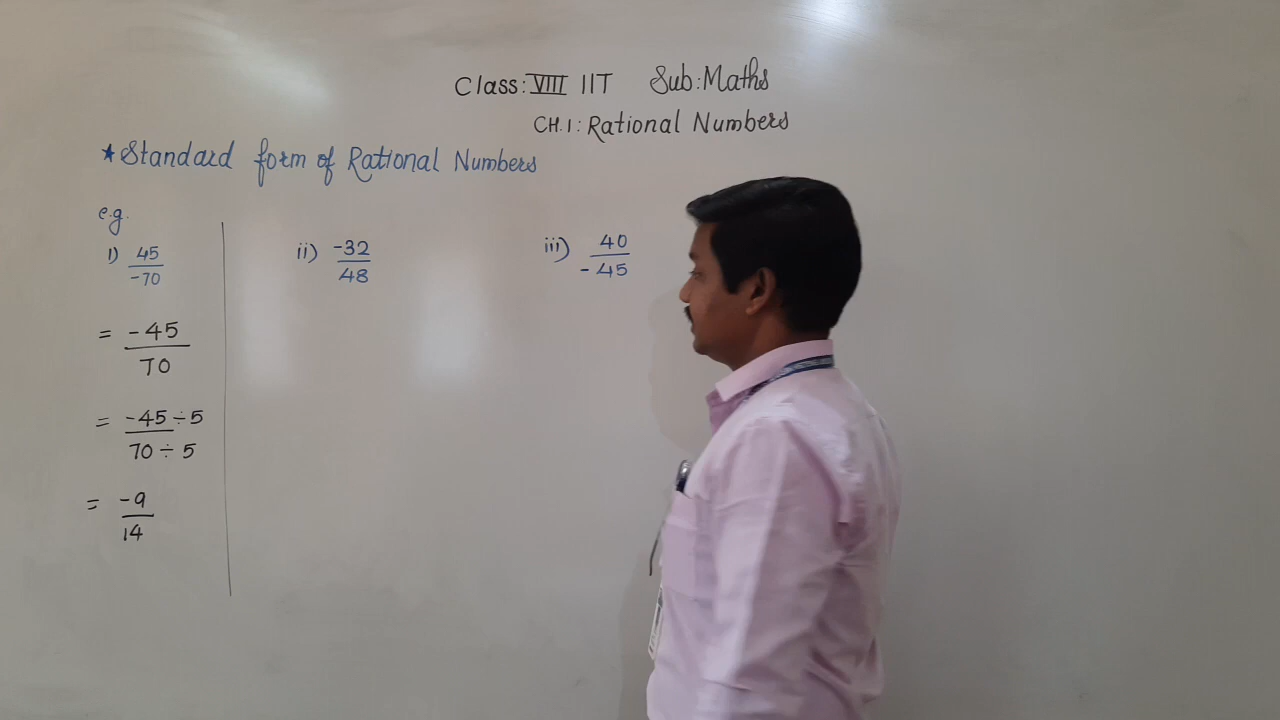 Class: VIII IIT Sub: Maths
CH.1: Rational Numbers
★Standard form of Rational Numbers
e.g.
i) 45/-70
= -45/70
= -45÷5/70÷5
= -9/14
ii) -32/48
iii) 40/-45